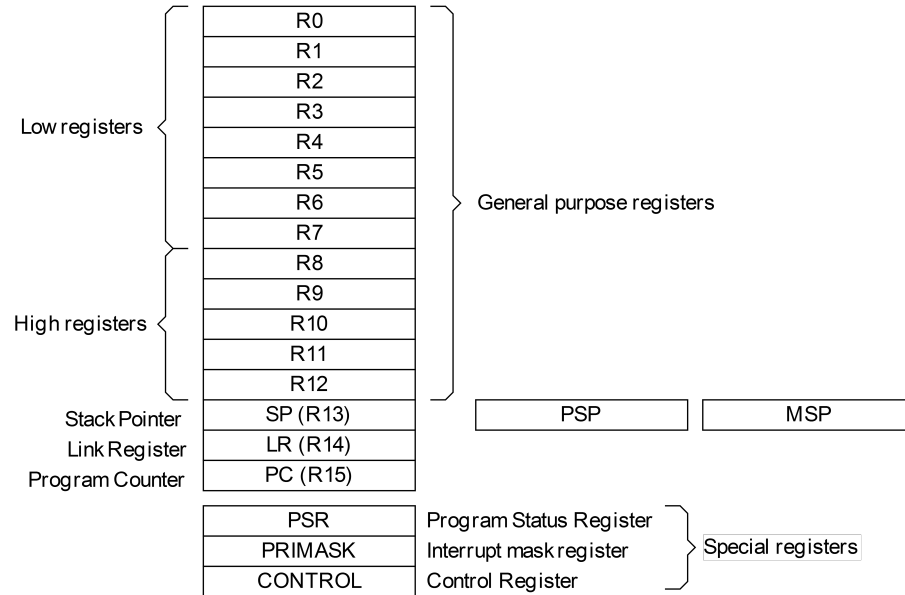 R0
R1
R2
R3
Low registers
R4
R5
R6
General purpose registers
R7
R8
R9
High registers
R10
R11
R12
Stack Pointer
SP (R13)
PSP
MSP
Link Register
LR (R14)
Program Counter
PC (R15)
PSR
Program Status Register
PRIMASK
Interrupt mask register
Special registers
CONTROL
Control Register